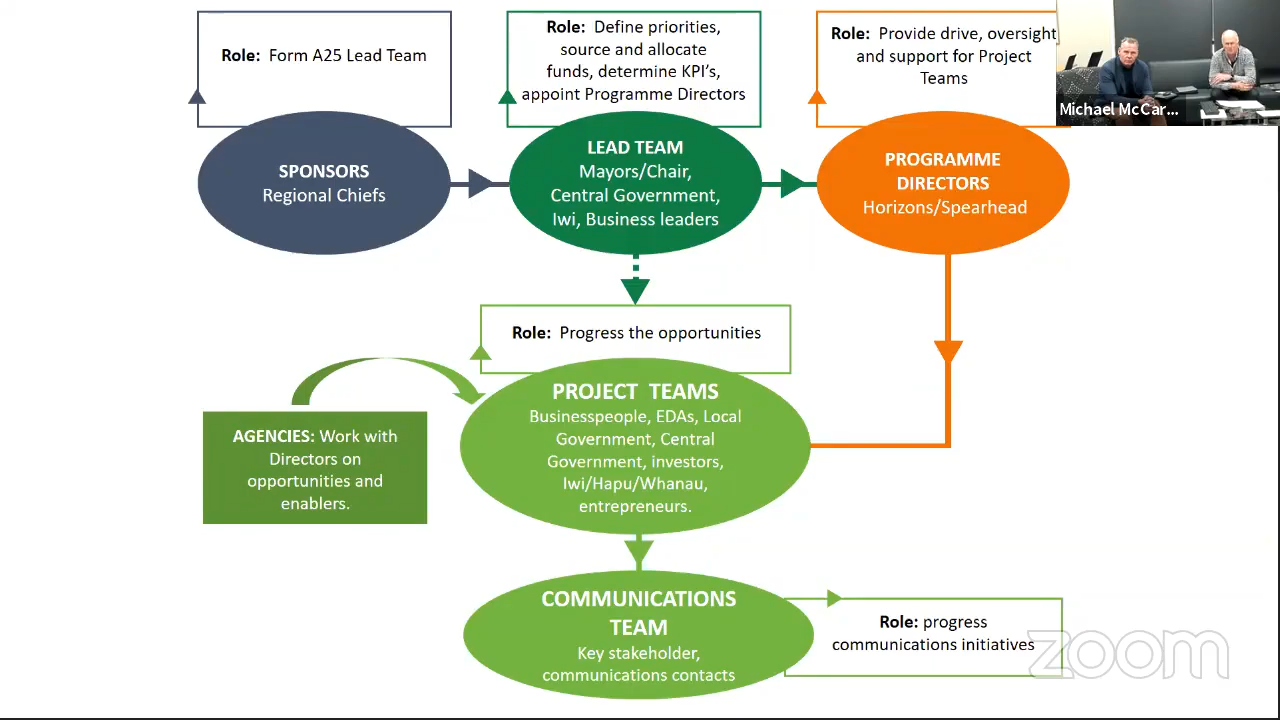 Role: Form A25 Lead Team
Role: Define priorities,
source and allocate
funds, determine KPI's,
appoint Programme Directors
Role: Provide drive, oversight
and support for Project
Teams
Michael McCar...
SPONSORS
Regional Chiefs
LEAD TEAM
Mayors/Chair,
Central Government,
Iwi, Business leaders
PROGRAMME
DIRECTORS
Horizons/Spearhead
Role: Progress the opportunities
AGENCIES: Work with
Directors on
opportunities and
enablers.
PROJECT TEAMS
Businesspeople, EDAs, Local
Government, Central
Government, investors,
Iwi/Hapu/Whanau,
entrepreneurs.
COMMUNICATIONS
TEAM
Key stakeholder,
communications contacts
Role: progress
communications initiatives
zoom